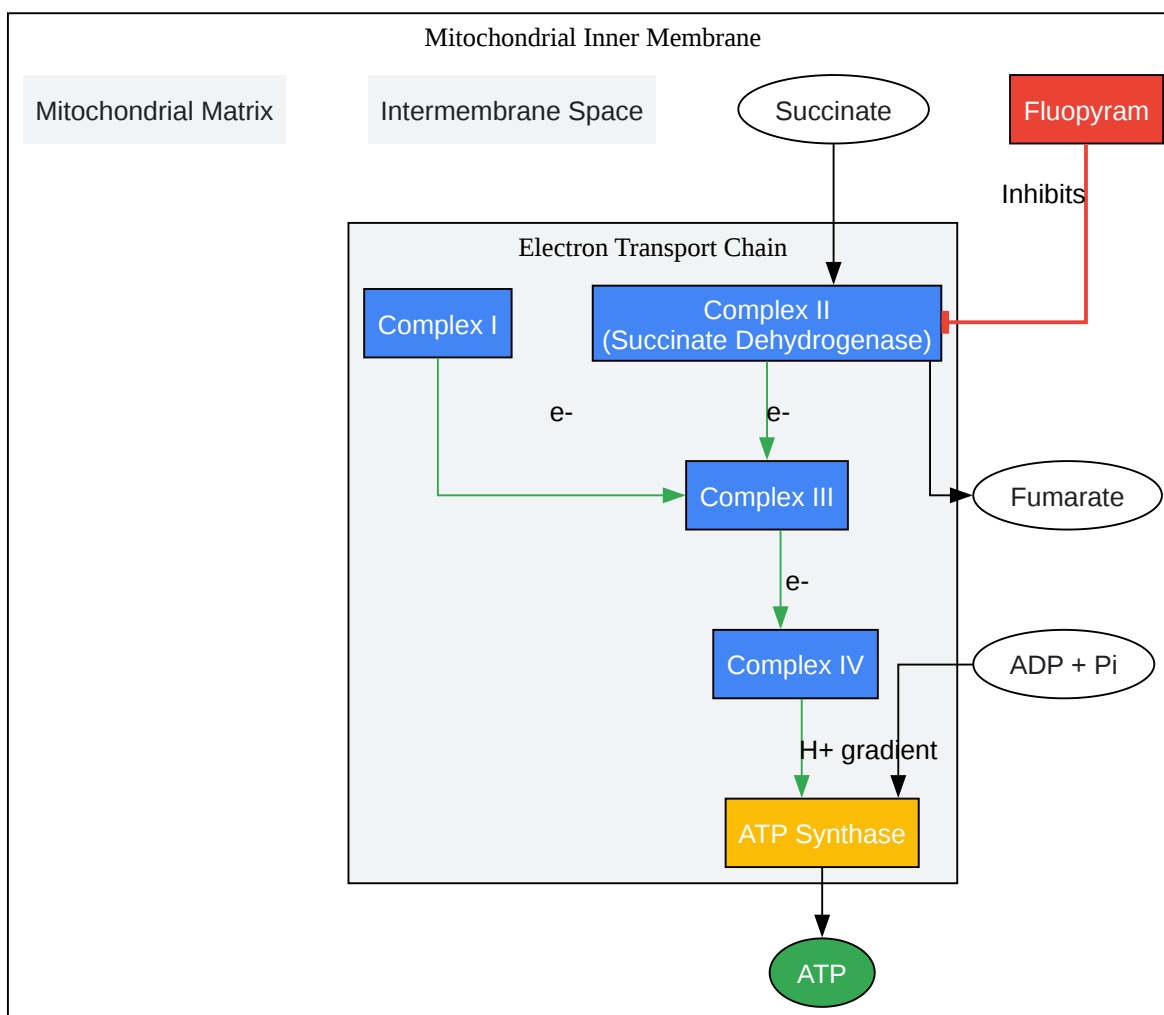 Mitochondrial Inner Membrane
Mitochondrial Matrix
Intermembrane Space
Succinate
Fluopyram
Inhibits
Electron Transport Chain
Complex I
Complex II
(Succinate Dehydrogenase)
e-
e-
Complex III
Fumarate
e-
Complex IV
ADP + Pi
H+ gradient
ATP Synthase
ATP